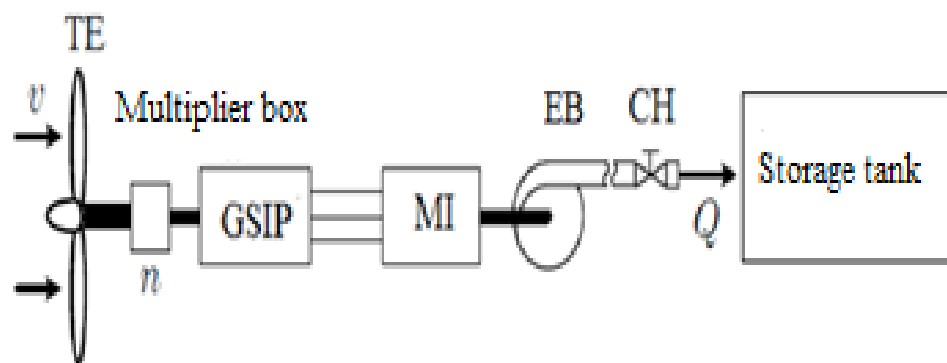 TE
v
Multiplier box
n
GSIP
MI
EB
CH
Q
Storage tank